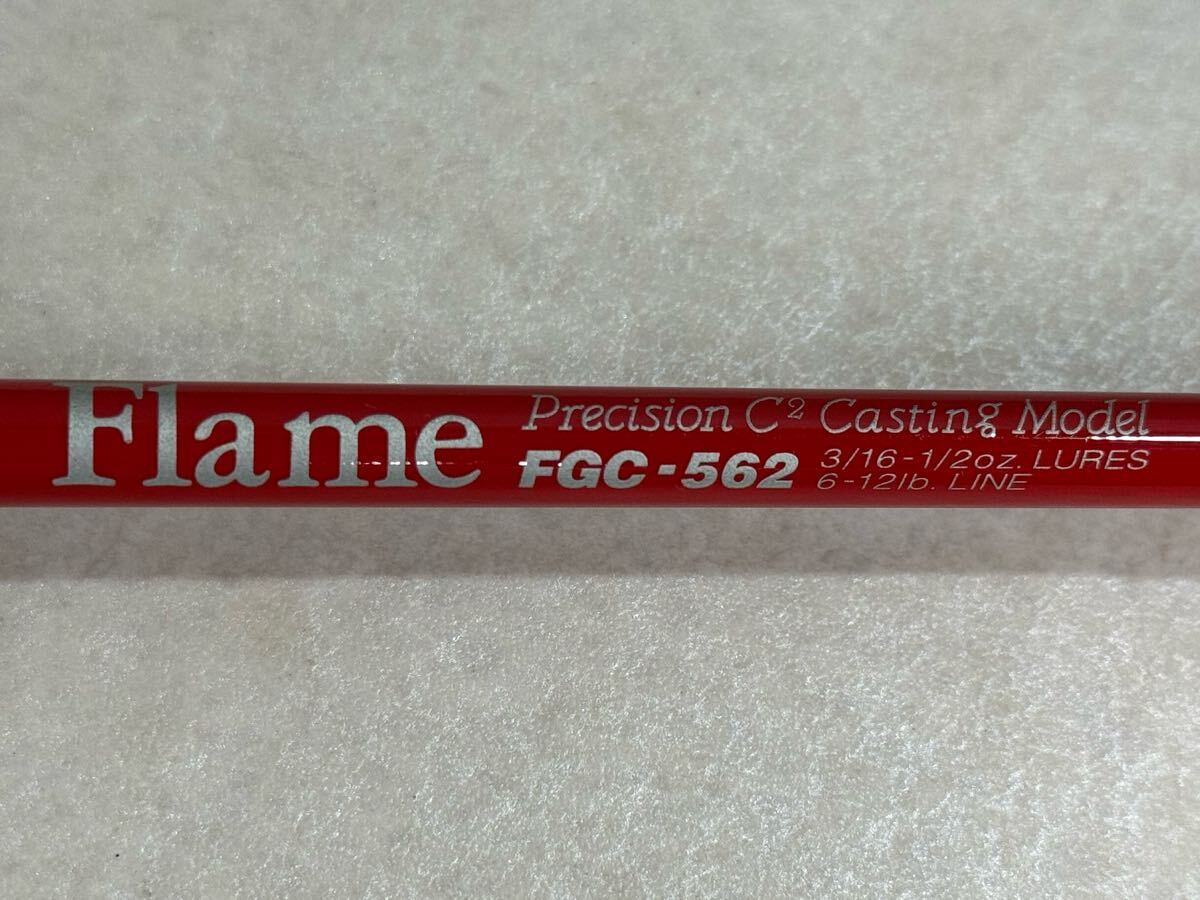 Flame
Precision C² Casting Model
FGC-562
3/16-1/2oz. LURES
6-12lb. LINE